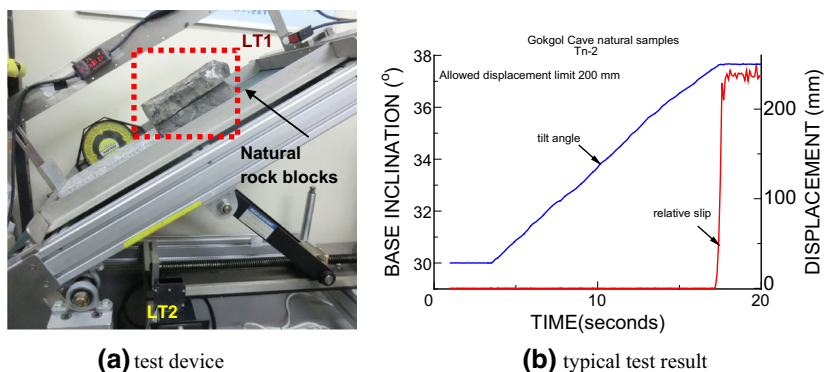 LT1
Natural
rock blocks
LT2
(a) test device
Gokgol Cave natural samples
Tn-2
Allowed displacement limit 200 mm
tilt angle
relative slip
BASE INCLINATION (°)
38
36
34
32
30
DISPLACEMENT (mm)
200
100
0
0
10
20
TIME(seconds)
(b) typical test result